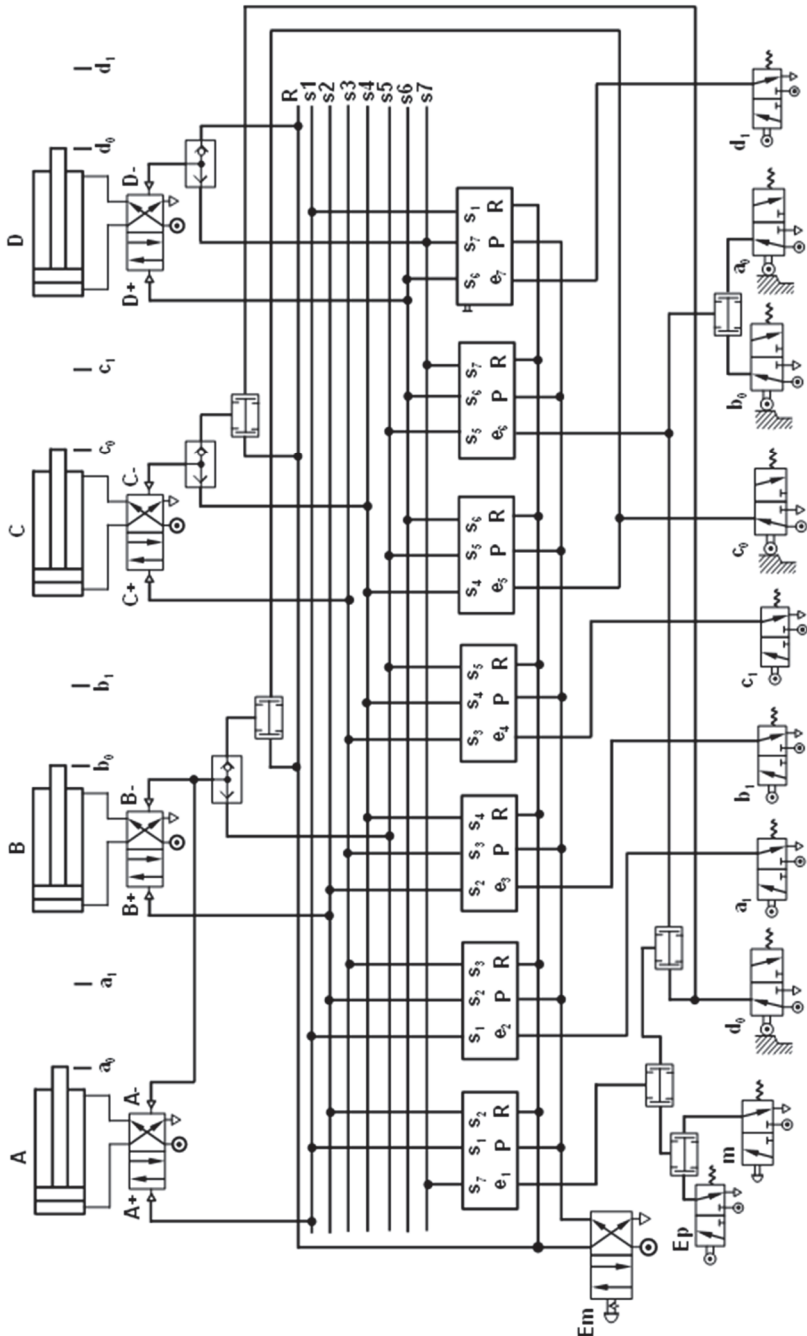 A B C D
a0 a1 b0 b1 c0 c1 d0 d1
A+ A- B+ B- C+ C- D+ D-
R
s1
s2
s3
s4
s5
s6
s7
s7 s1 s2
e1 P R
s1 s2 s3
e2 P R
s2 s3 s4
e3 P R
s3 s4 s5
e4 P R
s4 s5 s6
e5 P R
s5 s6 s7
e6 P R
s6 s7 s1
e7 P R
Em
Ep m d0 a1 b1 c1 c0 b0 a0 d1